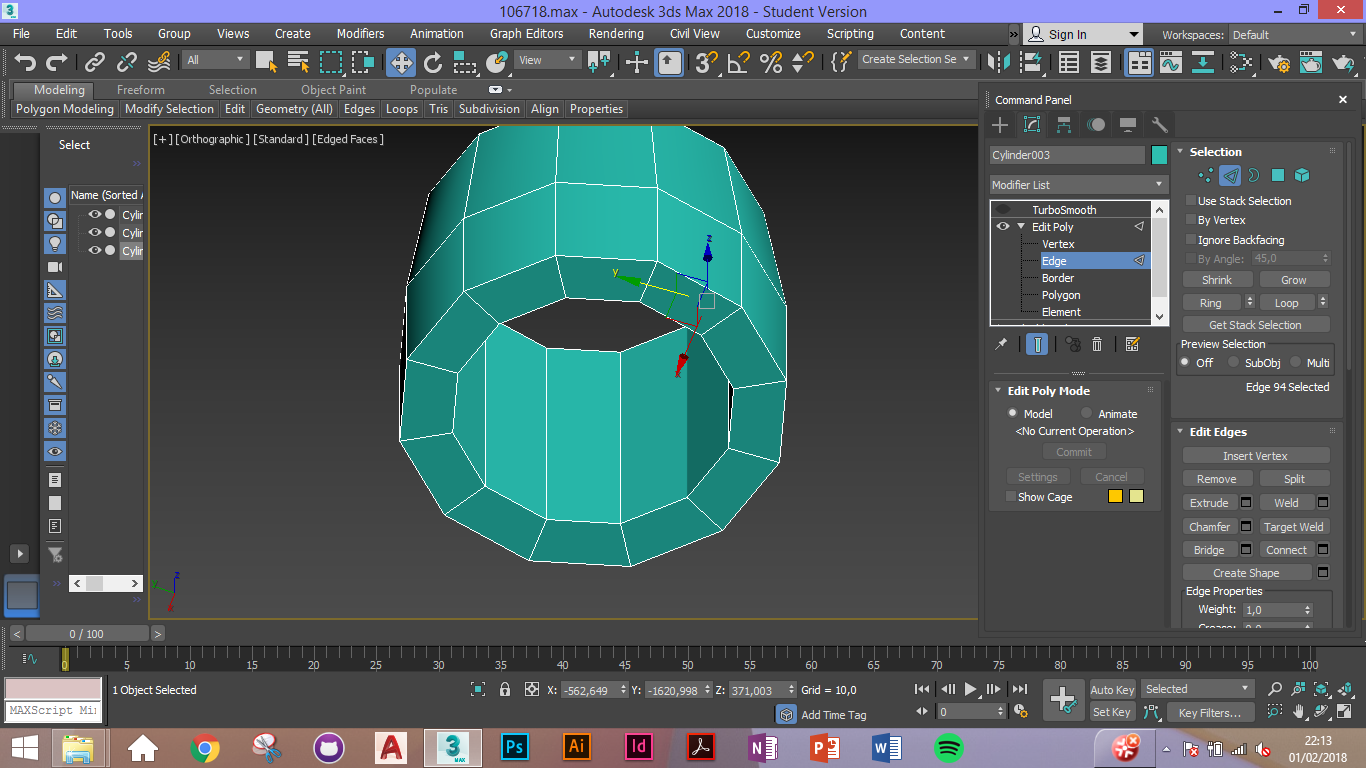 106718.max - Autodesk 3ds Max 2018 - Student Version
File Edit Tools Group Views Create Modifiers Animation Graph Editors Rendering Civil View Customize Scripting Content » Sign In Workspaces: Default
All View Create Selection Se
Modeling Freeform Selection Object Paint Populate
Polygon Modeling Modify Selection Edit Geometry (All) Edges Loops Tris Subdivision Align Properties
Command Panel
[+] [Orthographic] [Standard] [Edged Faces]
Select
Name (Sorted A
Cylin
Cylin
Cylin
z
y
x
Cylinder003
Modifier List
TurboSmooth
Edit Poly
Vertex
Edge
Border
Polygon
Element
Edit Poly Mode
Model Animate
<No Current Operation>
Commit
Settings Cancel
Show Cage
Selection
Use Stack Selection
By Vertex
Ignore Backfacing
By Angle: 45,0
Shrink Grow
Ring Loop
Get Stack Selection
Preview Selection
Off SubObj Multi
Edge 94 Selected
Edit Edges
Insert Vertex
Remove Split
Extrude Weld
Chamfer Target Weld
Bridge Connect
Create Shape
Edge Properties
Weight: 1,0
z
y
x
< 0 / 100 >
0 5 10 15 20 25 30 35 40 45 50 55 60 65 70 75 80 85 90 95 100
1 Object Selected X: -562,649 Y: -1620,998 Z: 371,003 Grid = 10,0
MAXScript Mi
Add Time Tag
0
Auto Key Selected
Set Key Key Filters...
A 3 MAX Ps Ai Id N P W
22:13
01/02/2018